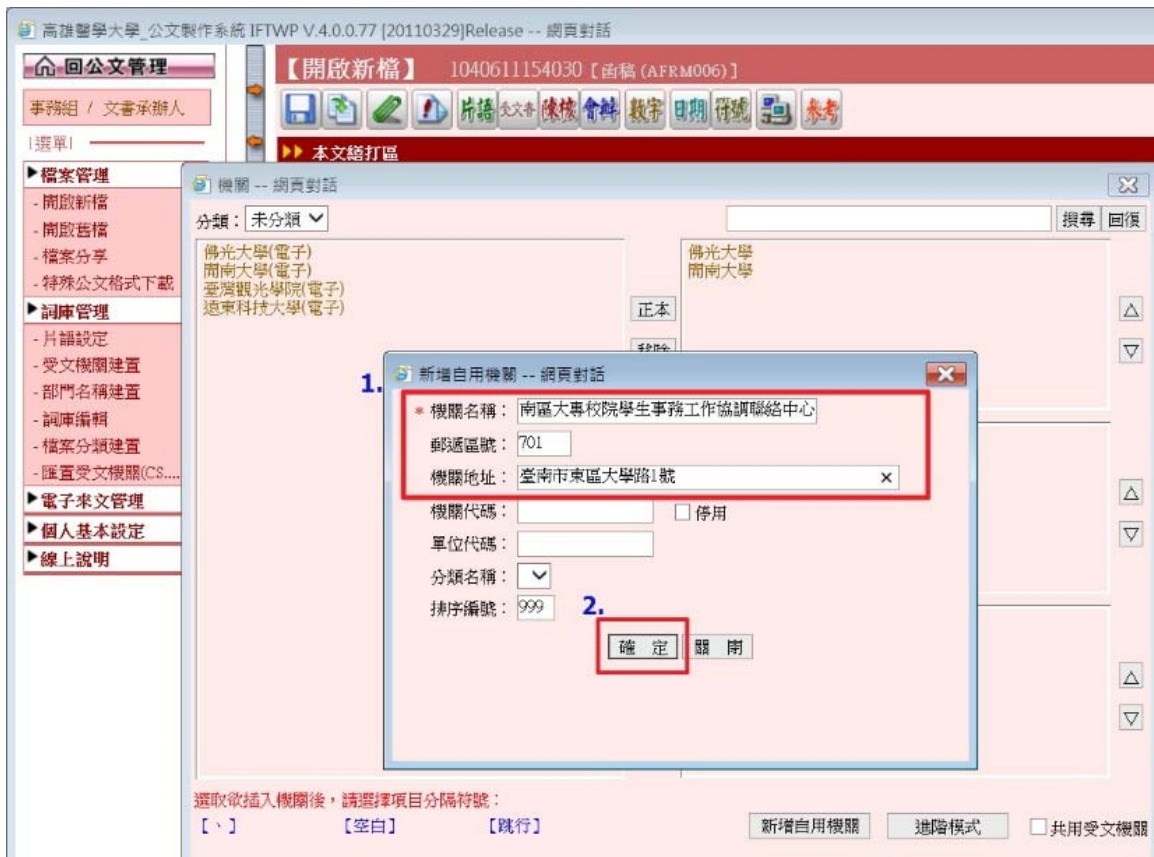 高雄醫學大學_公文製作系統 IFTWP V.4.0.0.77 [20110329]Release -- 網頁對話
回公文管理
事務組 / 文書承辦人
|選單|
檔案管理
- 開啟新檔
- 開啟舊檔
- 檔案分享
- 特殊公文格式下載
詞庫管理
- 片語設定
- 受文機關建置
- 部門名稱建置
- 詞庫編輯
- 檔案分類建置
- 匯置受文機關(CS....
電子來文管理
個人基本設定
線上說明
【開啟新檔】 1040611154030 [函稿(AFRM006)]
片語 受文者 陳核 會辦 數字 日期 符號 參考
本文繕打區
機關 -- 網頁對話
分類： 未分類
搜尋 回復
佛光大學(電子)
開南大學(電子)
臺灣觀光學院(電子)
遠東科技大學(電子)
正本
移除
佛光大學
開南大學
1.
新增自用機關 -- 網頁對話
* 機關名稱： 南區大專校院學生事務工作協調聯絡中心
郵遞區號： 701
機關地址： 臺南市東區大學路1號
機關代碼： 停用
單位代碼：
分類名稱：
排序編號： 999
2.
確 定 關 閉
選取欲插入機關後，請選擇項目分隔符號：
【、】 【空白】 【跳行】
新增自用機關 進階模式 共用受文機關